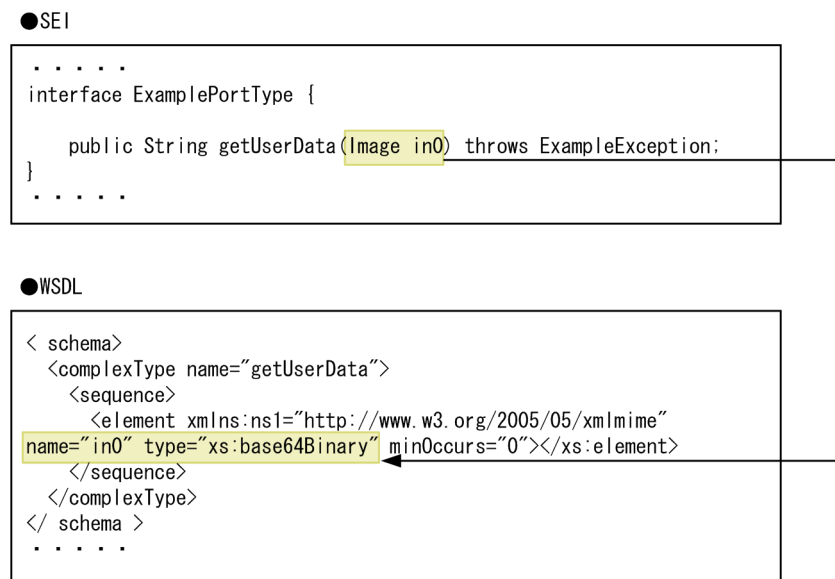 ●SEI
・・・・・
interface ExamplePortType {
public String getUserData(Image in0) throws ExampleException;
}
・・・・・
●WSDL
< schema>
<complexType name="getUserData">
<sequence>
<element xmlns:ns1="http://www.w3.org/2005/05/xmlmime"
name="in0" type="xs:base64Binary" minOccurs="0"></xs:element>
</sequence>
</complexType>
</ schema >
・・・・・